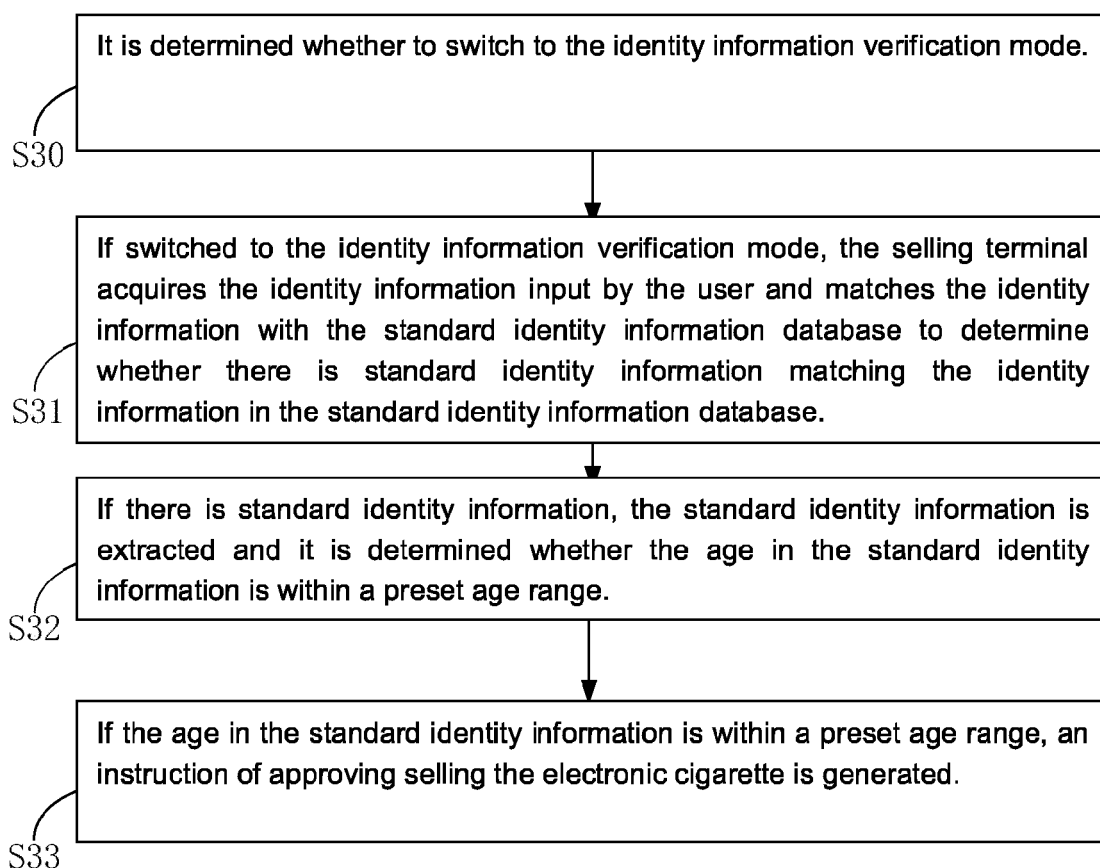 It is determined whether to switch to the identity information verification mode.
S30
If switched to the identity information verification mode, the selling terminal
acquires the identity information input by the user and matches the identity
information with the standard identity information database to determine
whether there is standard identity information matching the identity
information in the standard identity information database.
S31
If there is standard identity information, the standard identity information is
extracted and it is determined whether the age in the standard identity
information is within a preset age range.
S32
If the age in the standard identity information is within a preset age range, an
instruction of approving selling the electronic cigarette is generated.
S33